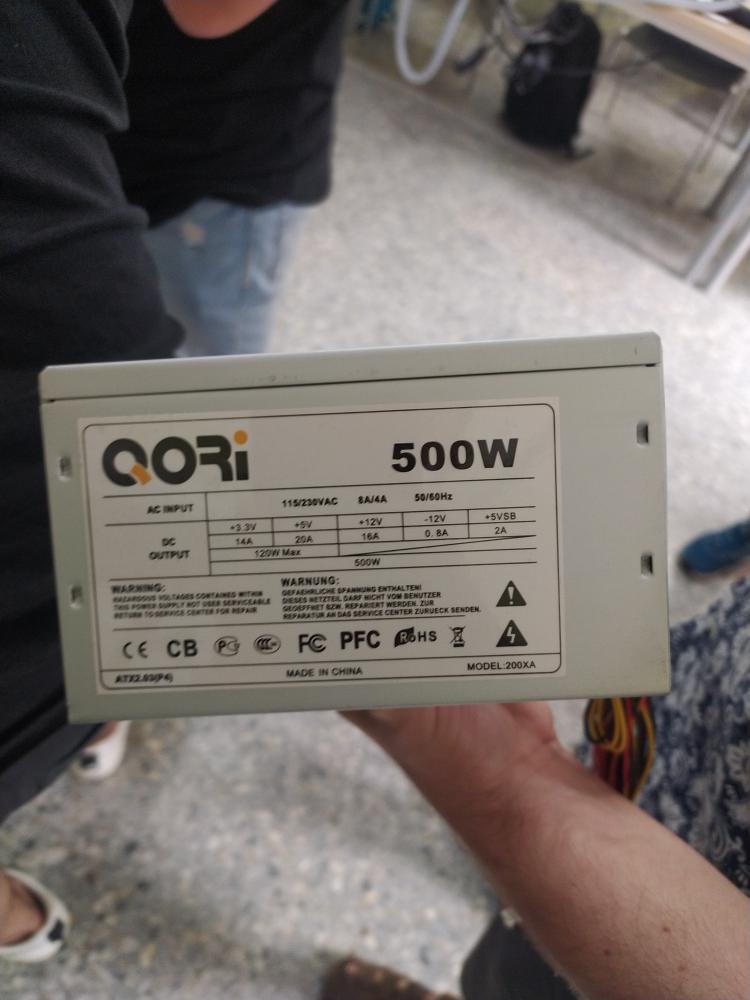 QORi
500W
AC INPUT 115/230VAC 8A/4A 50/60Hz
DC OUTPUT
+3.3V +5V +12V -12V +5VSB
14A 20A 16A 0.8A 2A
120W Max
500W
WARNING:
HAZARDOUS VOLTAGES CONTAINED WITHIN
THIS POWER SUPPLY NOT USER SERVICEABLE
RETURN TO SERVICE CENTER FOR REPAIR
WARNUNG:
GEFAEHRLICHE SPANNUNG ENTHALTEN!
DIESES NETZTEIL DARF NICHT VOM BENUTZER
GEOEFFNET BZW. REPARIERT WERDEN. ZUR
REPARATUR AN DAS SERVICE CENTER ZURUECK SENDEN.
CE CB PG CCC FC PFC RoHS
ATX2.03(P4) MADE IN CHINA MODEL:200XA